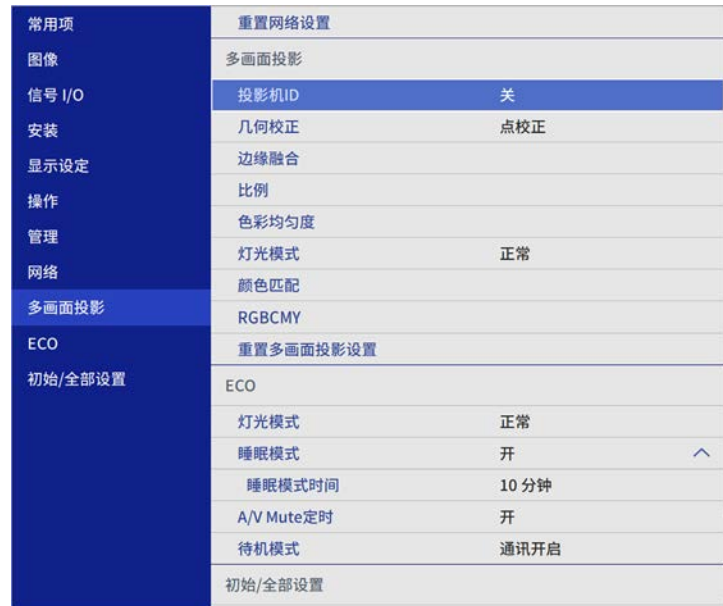 常用项
图像
信号 I/O
安装
显示设定
操作
管理
网络
多画面投影
ECO
初始/全部设置
重置网络设置
多画面投影
投影机ID 关
几何校正 点校正
边缘融合
比例
色彩均匀度
灯光模式 正常
颜色匹配
RGBCMY
重置多画面投影设置
ECO
灯光模式 正常
睡眠模式 开
睡眠模式时间 10 分钟
A/V Mute定时 开
待机模式 通讯开启
初始/全部设置